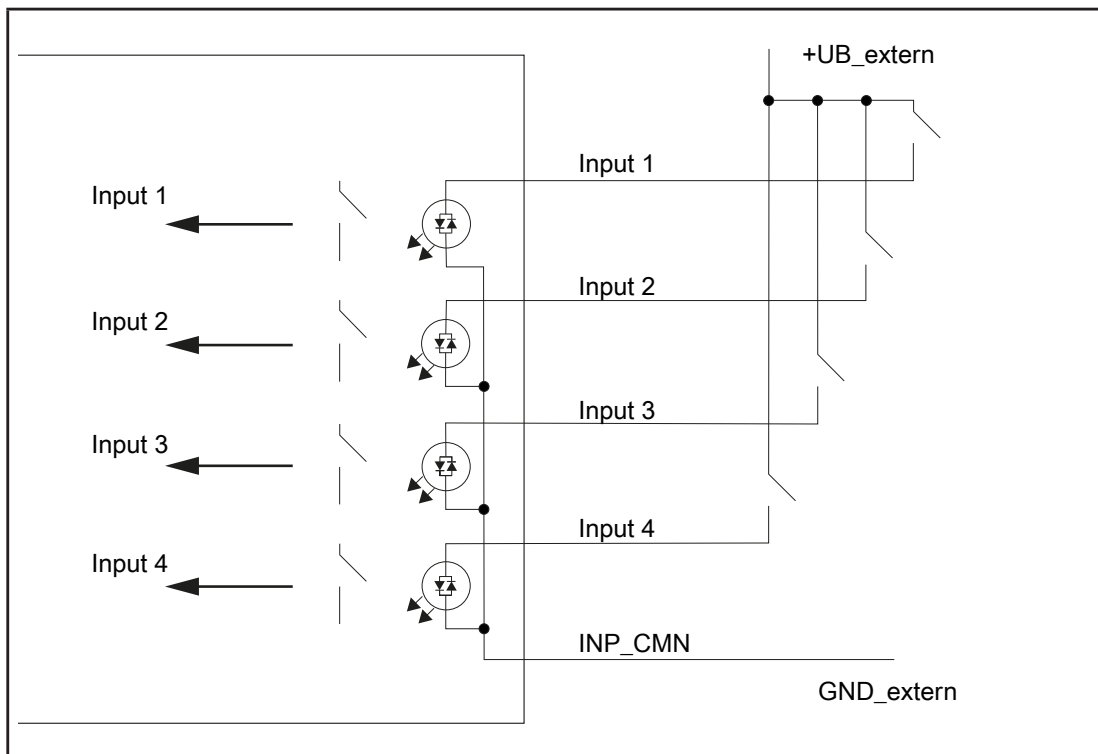 +UB_extern
Input 1
Input 1
Input 2
Input 2
Input 3
Input 3
Input 4
Input 4
INP_CMN
GND_extern